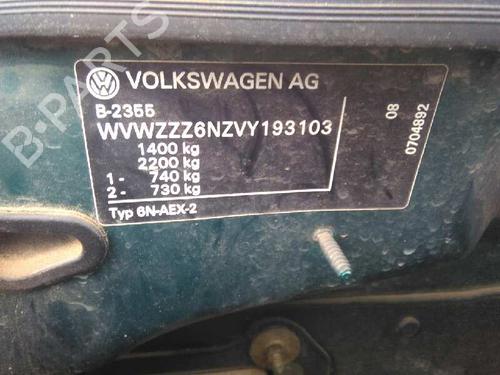 VOLKSWAGEN AG
B-2355
WVWZZZ6NZVY193103
1400 kg
2200 kg
1 - 740 kg
2 - 730 kg
Typ 6N-AEX-2
08
0704892
B-PARTS